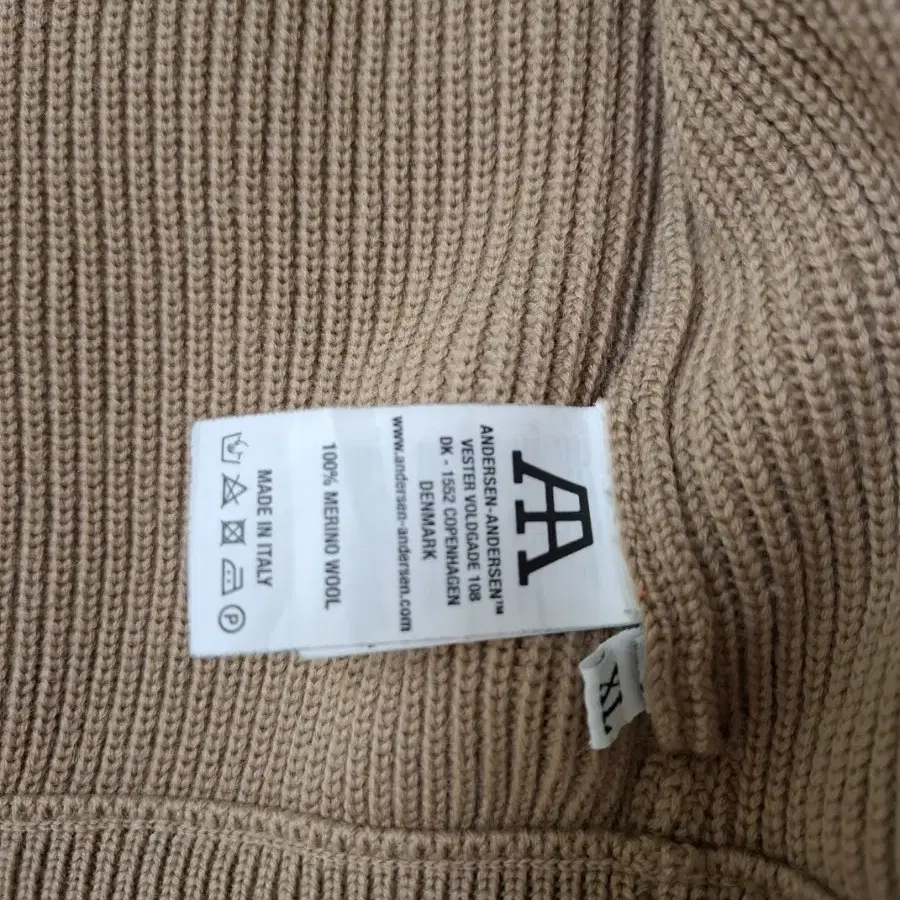 AA
ANDERSEN-ANDERSEN™
VESTER VOLDGADE 108
DK - 1552 COPENHAGEN
DENMARK
www.andersen-andersen.com
100% MERINO WOOL
MADE IN ITALY
P
XL